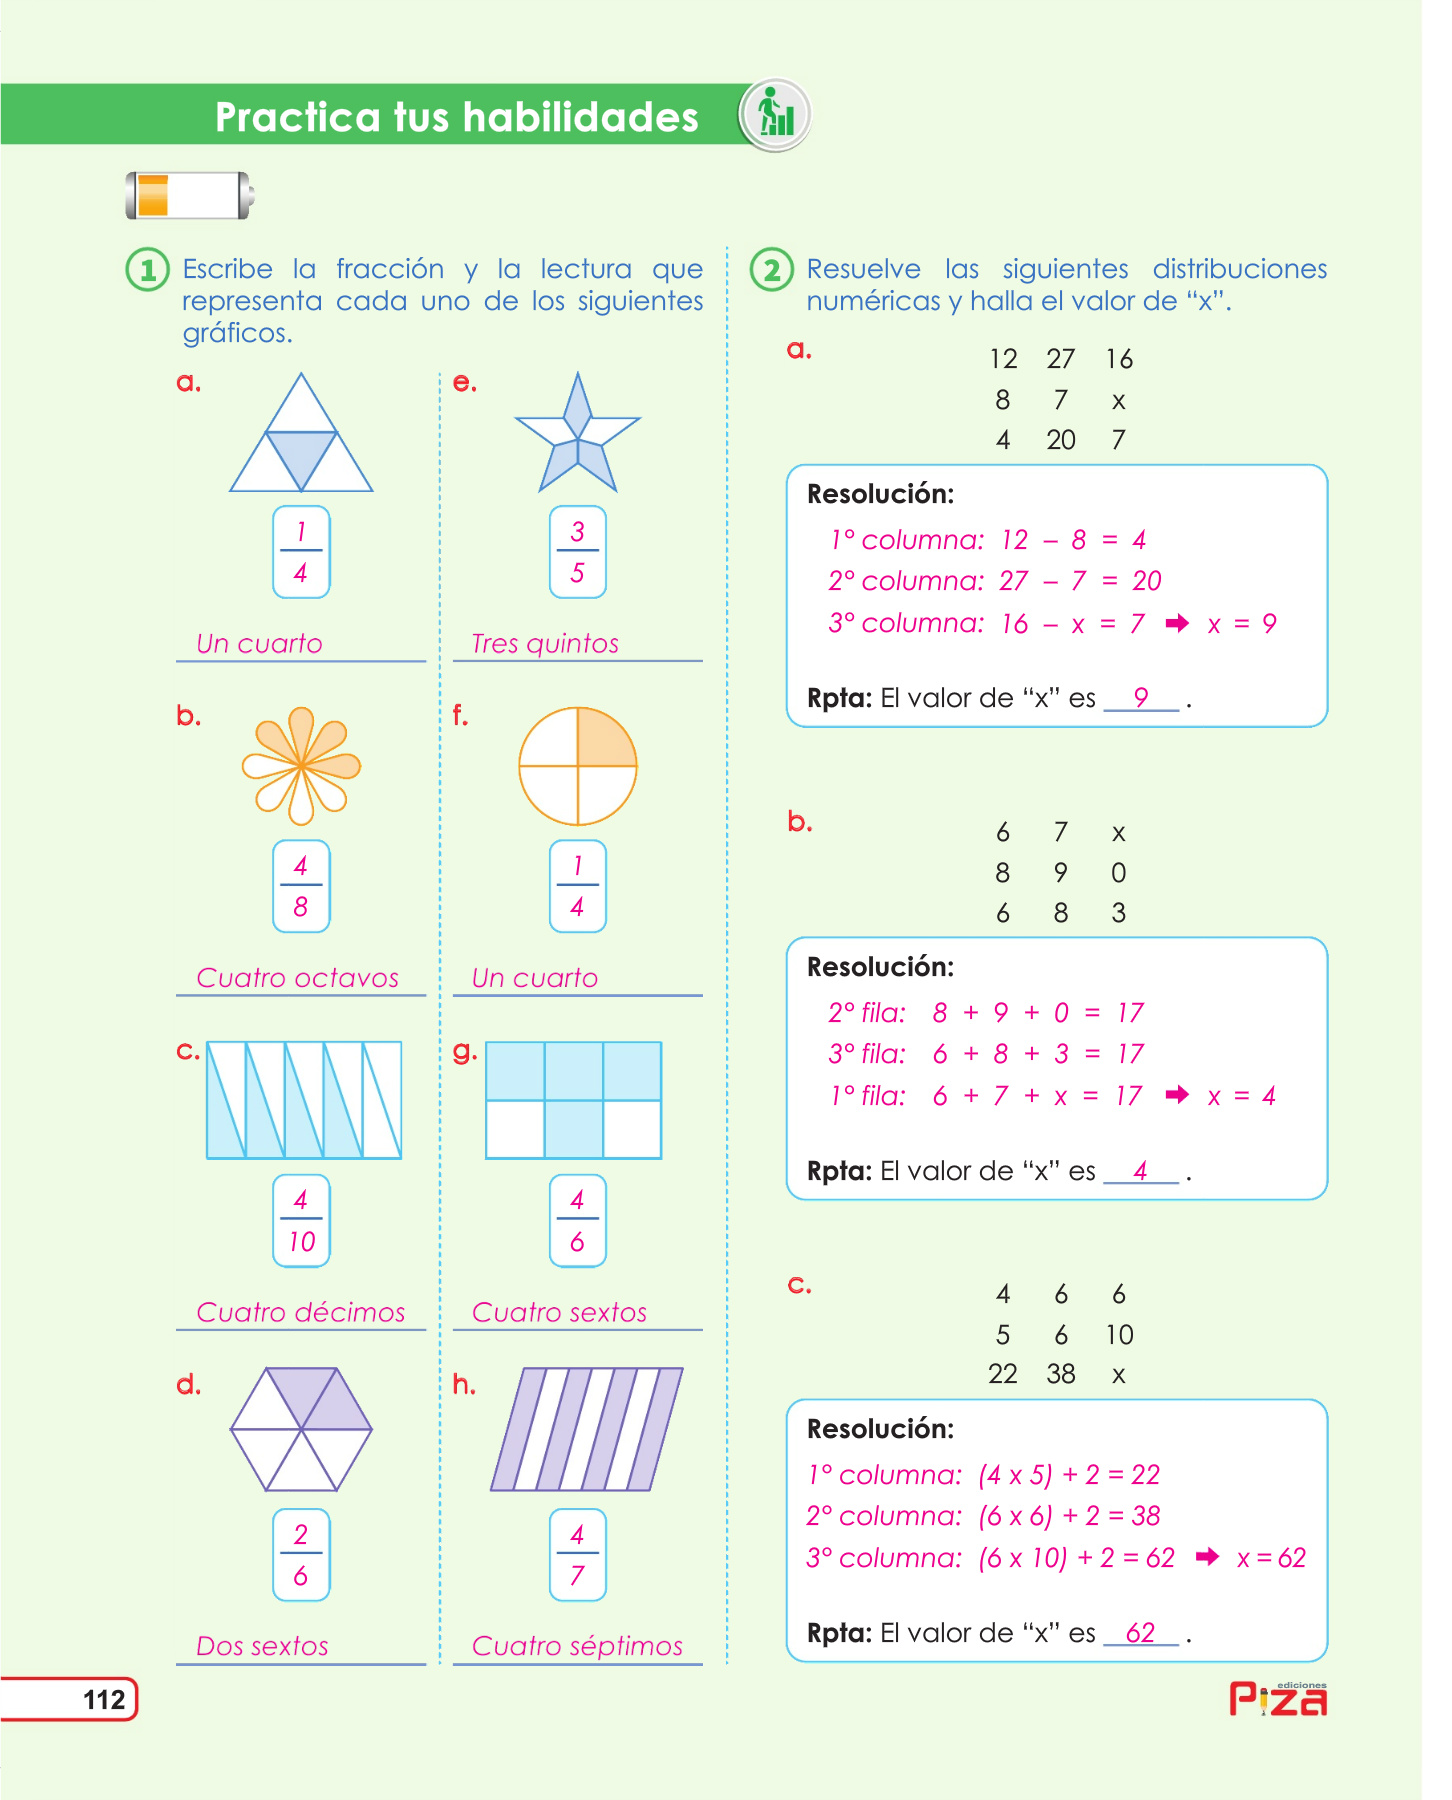 Practica tus habilidades
1 Escribe la fracción y la lectura que
representa cada uno de los siguientes
gráficos.
a.
1
4
Un cuarto
b.
4
8
Cuatro octavos
c.
4
10
Cuatro décimos
d.
2
6
Dos sextos
e.
3
5
Tres quintos
f.
1
4
Un cuarto
g.
4
6
Cuatro sextos
h.
4
7
Cuatro séptimos
2 Resuelve las siguientes distribuciones
numéricas y halla el valor de “x”.
a.
12 27 16
8 7 x
4 20 7
Resolución:
1° columna: 12 – 8 = 4
2° columna: 27 – 7 = 20
3° columna: 16 – x = 7 ➡ x = 9
Rpta: El valor de “x” es 9 .
b.
6 7 x
8 9 0
6 8 3
Resolución:
2° fila: 8 + 9 + 0 = 17
3° fila: 6 + 8 + 3 = 17
1° fila: 6 + 7 + x = 17 ➡ x = 4
Rpta: El valor de “x” es 4 .
c.
4 6 6
5 6 10
22 38 x
Resolución:
1° columna: (4 x 5) + 2 = 22
2° columna: (6 x 6) + 2 = 38
3° columna: (6 x 10) + 2 = 62 ➡ x = 62
Rpta: El valor de “x” es 62 .
112
ediciones
Piza